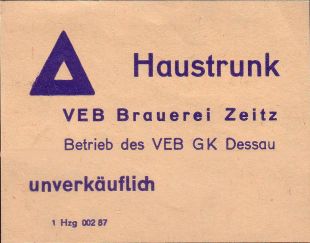 Haustrunk
VEB Brauerei Zeitz
Betrieb des VEB GK Dessau
unverkäuflich
1 Hzg 002 87